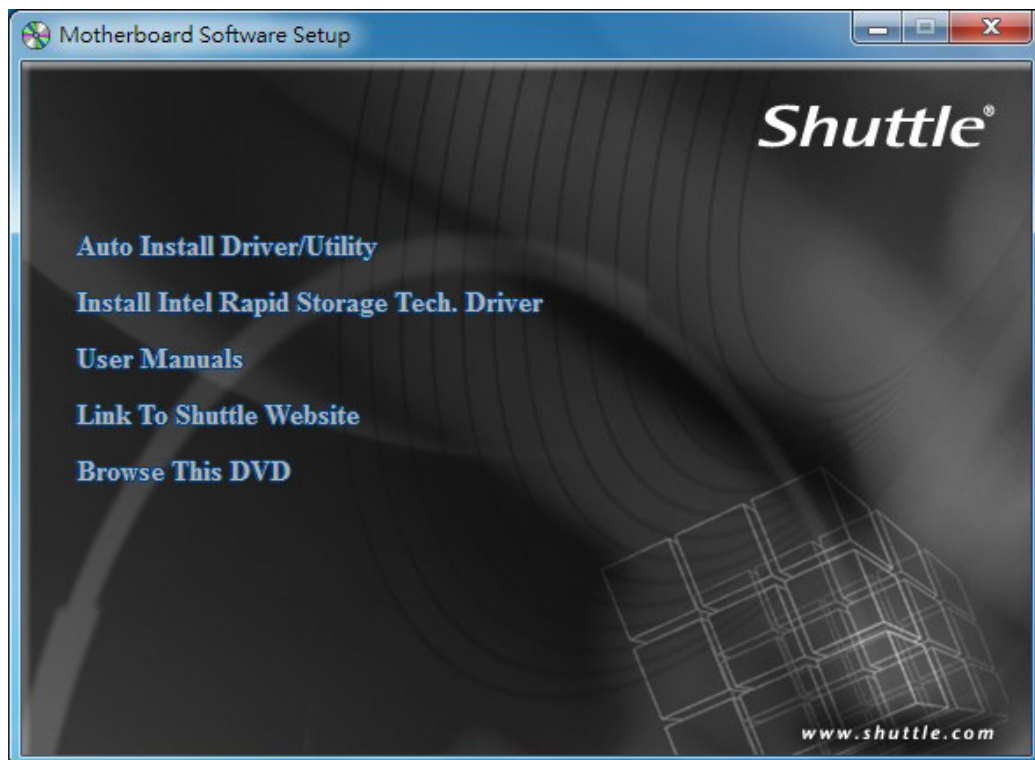 Motherboard Software Setup
Shuttle®
Auto Install Driver/Utility
Install Intel Rapid Storage Tech. Driver
User Manuals
Link To Shuttle Website
Browse This DVD
www.shuttle.com